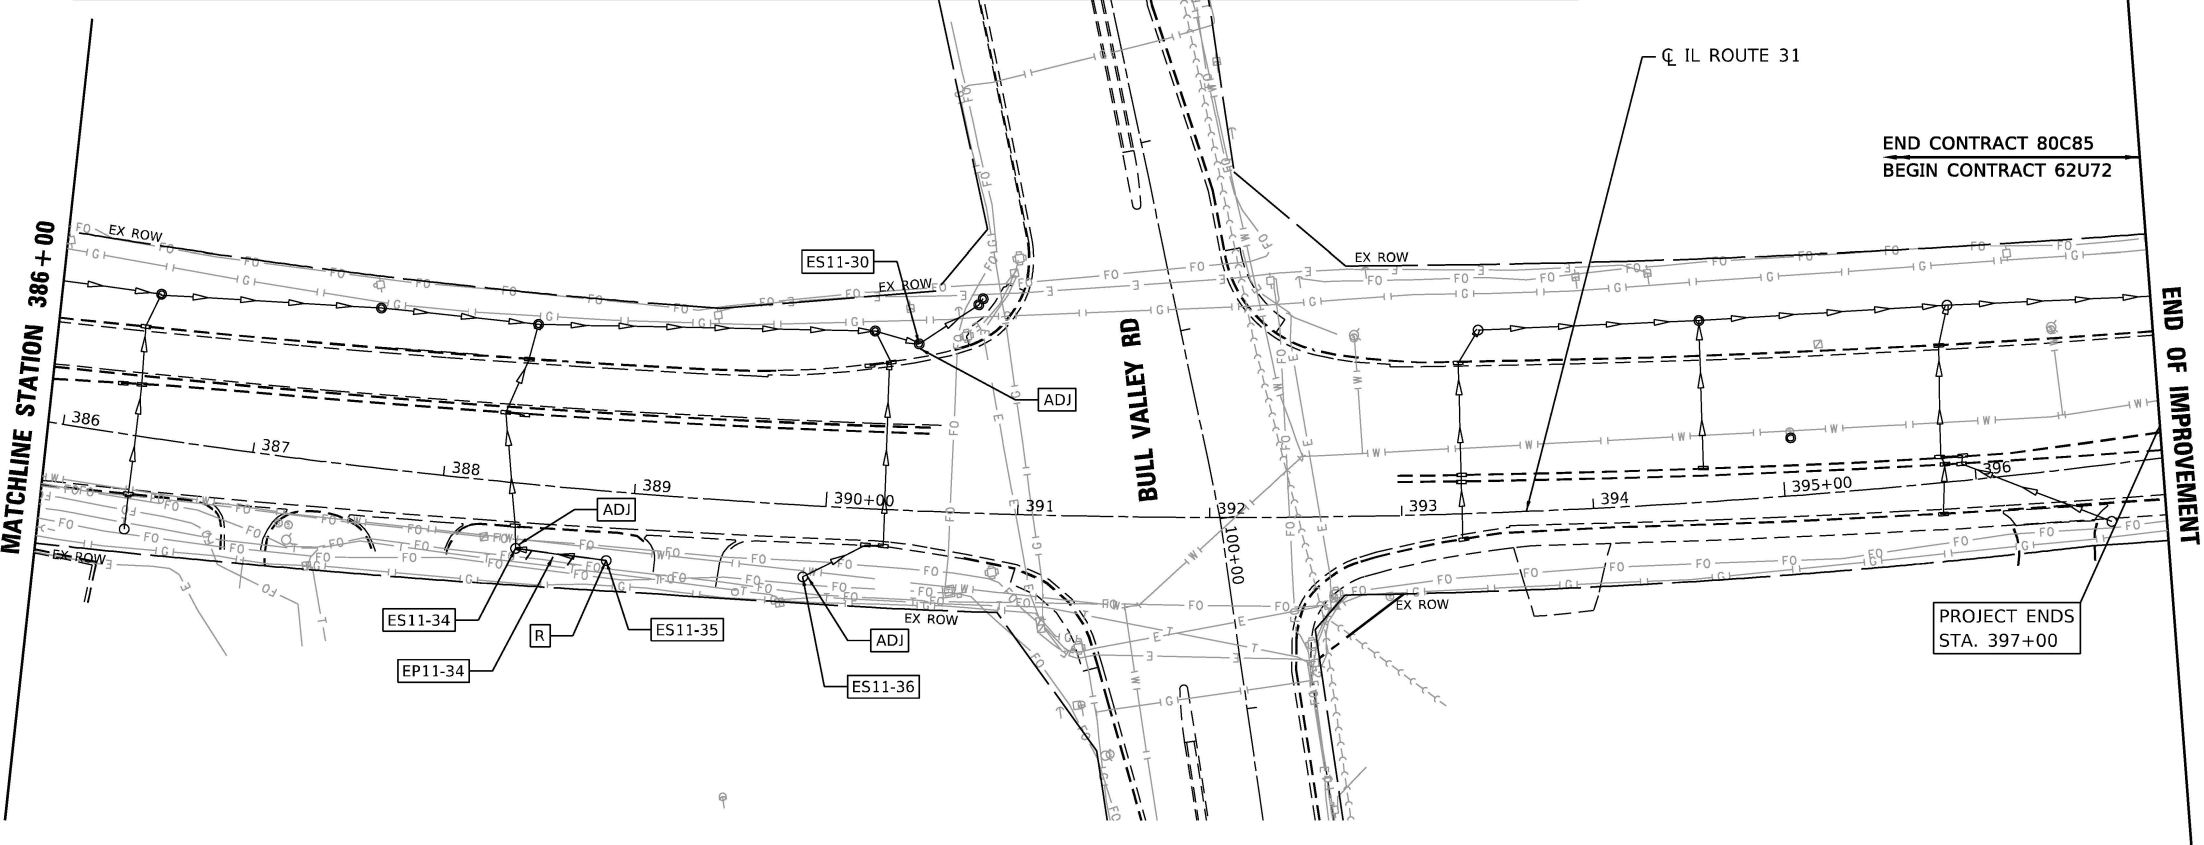 ℄ IL ROUTE 31
END CONTRACT 80C85
BEGIN CONTRACT 62U72
MATCHLINE STATION 386+00
END OF IMPROVEMENT
BULL VALLEY RD
EX ROW
EX ROW
EX ROW
ES11-30
ADJ
386
387
388
389
390+00
391
392
393
394
395+00
396
100+00
ADJ
EX ROW
ES11-34
R
ES11-35
EP11-34
ADJ
ES11-36
EX ROW
EX ROW
PROJECT ENDS
STA. 397+00